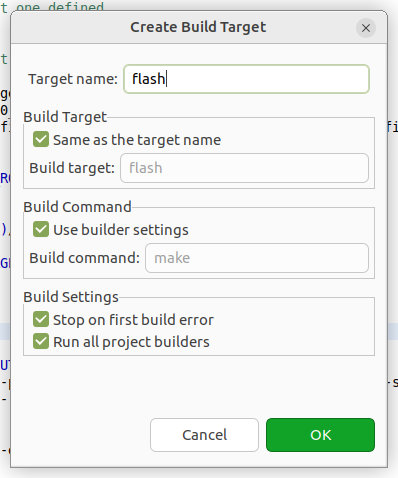 t one defined
Create Build Target
Target name: flash
Build Target
Same as the target name
Build target: flash
Build Command
Use builder settings
Build command: make
Build Settings
Stop on first build error
Run all project builders
Cancel OK